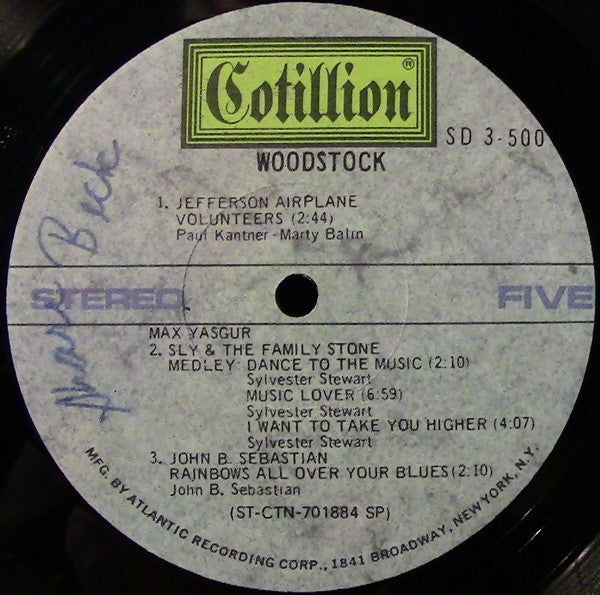 Cotillion®
SD 3-500
WOODSTOCK
1. JEFFERSON AIRPLANE
VOLUNTEERS (2:44)
Paul Kantner-Marty Balin
STEREO
FIVE
MAX YASGUR
2. SLY & THE FAMILY STONE
MEDLEY: DANCE TO THE MUSIC (2:10)
Sylvester Stewart
MUSIC LOVER (6:59)
Sylvester Stewart
I WANT TO TAKE YOU HIGHER (4:07)
Sylvester Stewart
3. JOHN B. SEBASTIAN
RAINBOWS ALL OVER YOUR BLUES (2:10)
John B. Sebastian
(ST-CTN-701884 SP)
MFG. BY ATLANTIC RECORDING CORP., 1841 BROADWAY, NEW YORK, N.Y.
Beck